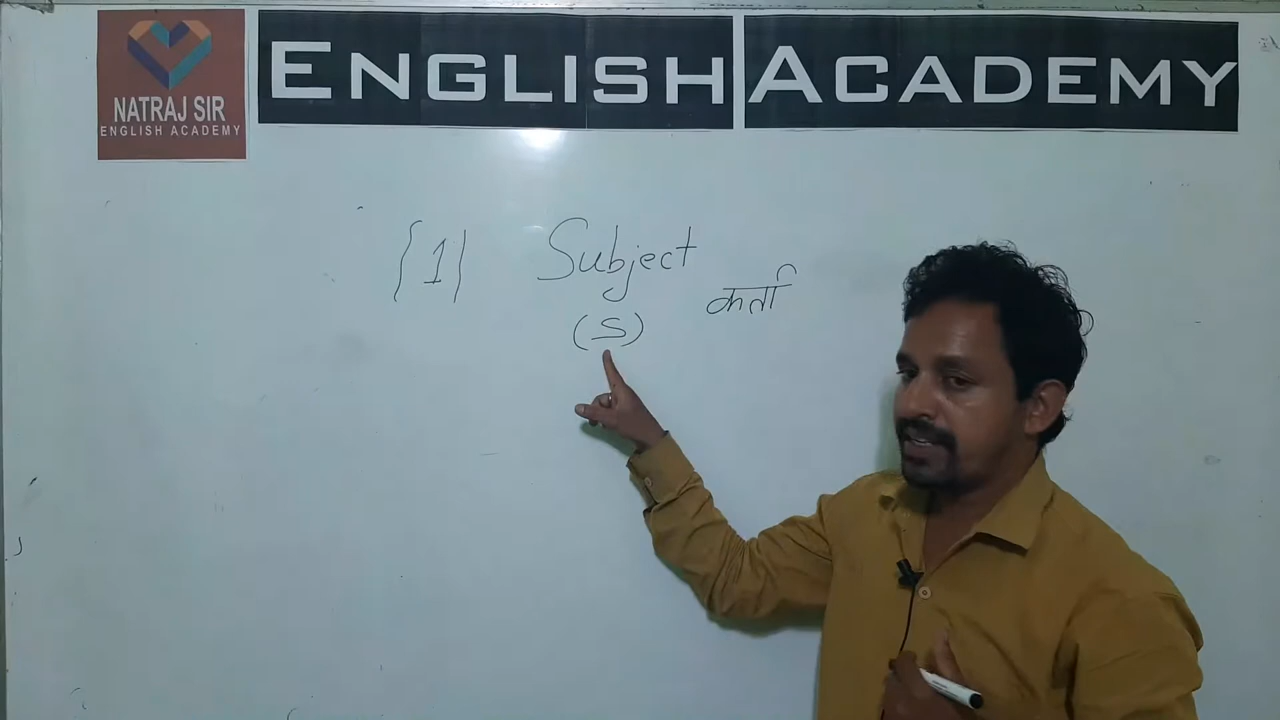 NATRAJ SIR
ENGLISH ACADEMY
ENGLISH ACADEMY
[1] Subject
कर्ता
(S)